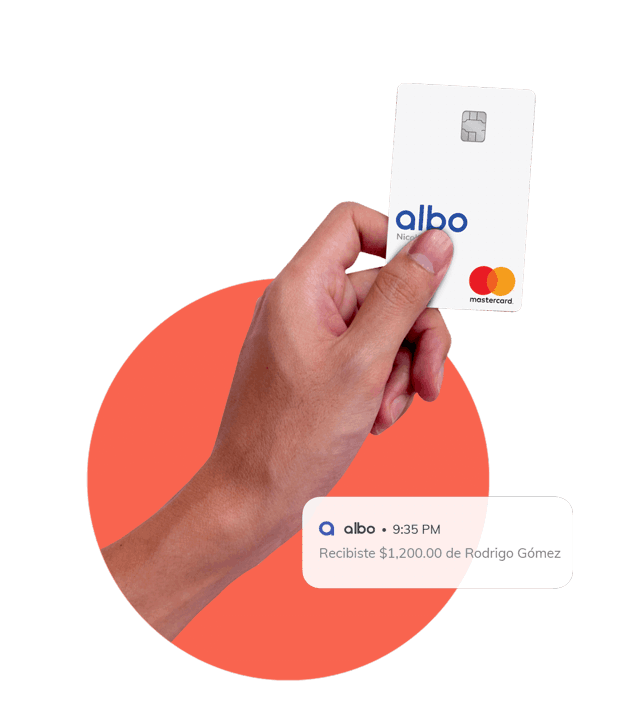 albo
mastercard.
albo • 9:35 PM
Recibiste $1,200.00 de Rodrigo Gómez